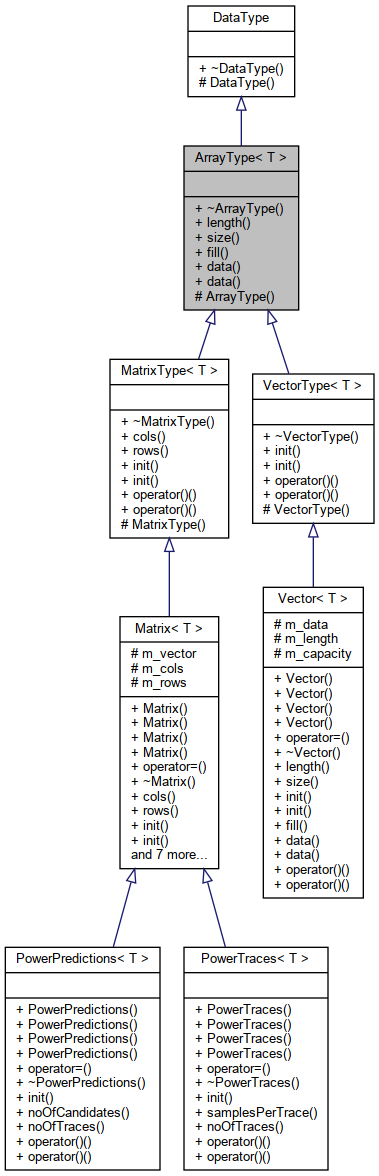 DataType
+ ~DataType()
# DataType()
ArrayType< T >
+ ~ArrayType()
+ length()
+ size()
+ fill()
+ data()
+ data()
# ArrayType()
MatrixType< T >
+ ~MatrixType()
+ cols()
+ rows()
+ init()
+ init()
+ operator()()
+ operator()()
# MatrixType()
VectorType< T >
+ ~VectorType()
+ init()
+ init()
+ operator()()
+ operator()()
# VectorType()
Matrix< T >
# m_vector
# m_cols
# m_rows
+ Matrix()
+ Matrix()
+ Matrix()
+ Matrix()
+ operator=()
+ ~Matrix()
+ cols()
+ rows()
+ init()
+ init()
and 7 more...
Vector< T >
# m_data
# m_length
# m_capacity
+ Vector()
+ Vector()
+ Vector()
+ Vector()
+ operator=()
+ ~Vector()
+ length()
+ size()
+ init()
+ init()
+ fill()
+ data()
+ data()
+ operator()()
+ operator()()
PowerPredictions< T >
+ PowerPredictions()
+ PowerPredictions()
+ PowerPredictions()
+ PowerPredictions()
+ operator=()
+ ~PowerPredictions()
+ init()
+ noOfCandidates()
+ noOfTraces()
+ operator()()
+ operator()()
PowerTraces< T >
+ PowerTraces()
+ PowerTraces()
+ PowerTraces()
+ PowerTraces()
+ operator=()
+ ~PowerTraces()
+ init()
+ samplesPerTrace()
+ noOfTraces()
+ operator()()
+ operator()()